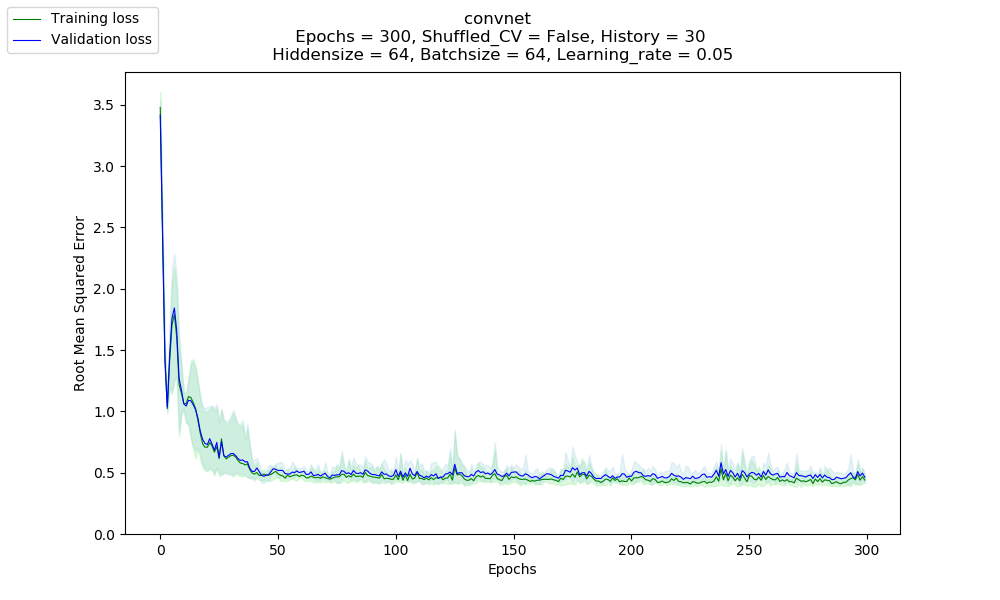 Training loss
Validation loss
convnet
Epochs = 300, Shuffled_CV = False, History = 30
Hiddensize = 64, Batchsize = 64, Learning_rate = 0.05
Root Mean Squared Error
3.5
3.0
2.5
2.0
1.5
1.0
0.5
0.0
0 50 100 150 200 250 300
Epochs